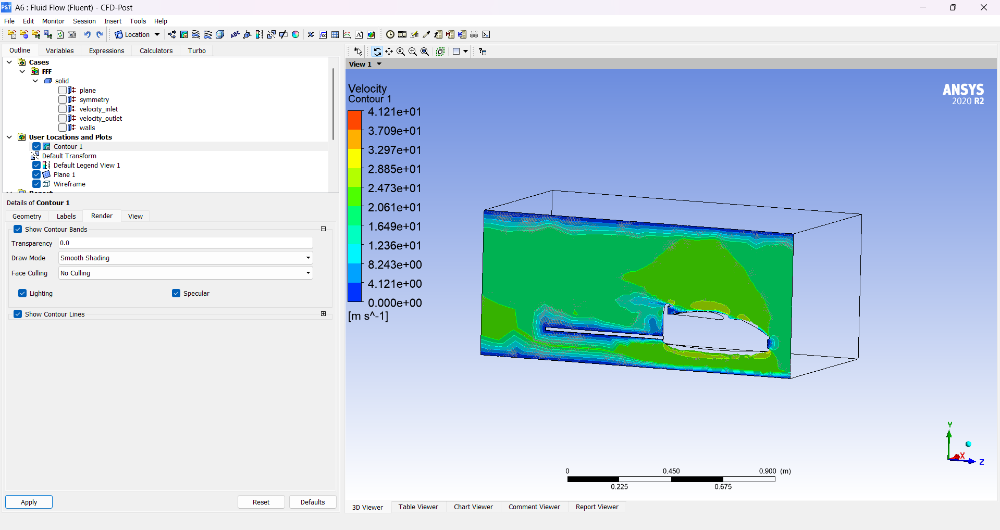 PST A6 : Fluid Flow (Fluent) - CFD-Post
File Edit Monitor Session Insert Tools Help
Location
Outline Variables Expressions Calculators Turbo
Cases
FFF
solid
plane
symmetry
velocity_inlet
velocity_outlet
walls
User Locations and Plots
Contour 1
Default Transform
Default Legend View 1
Plane 1
Wireframe
Details of Contour 1
Geometry Labels Render View
Show Contour Bands
Transparency 0.0
Draw Mode Smooth Shading
Face Culling No Culling
Lighting Specular
Show Contour Lines
Apply Reset Defaults
View 1
Velocity
Contour 1
4.121e+01
3.709e+01
3.297e+01
2.885e+01
2.473e+01
2.061e+01
1.649e+01
1.236e+01
8.243e+00
4.121e+00
0.000e+00
[m s^-1]
ANSYS
2020 R2
Y
X
Z
0 0.450 0.900 (m)
0.225 0.675
3D Viewer Table Viewer Chart Viewer Comment Viewer Report Viewer